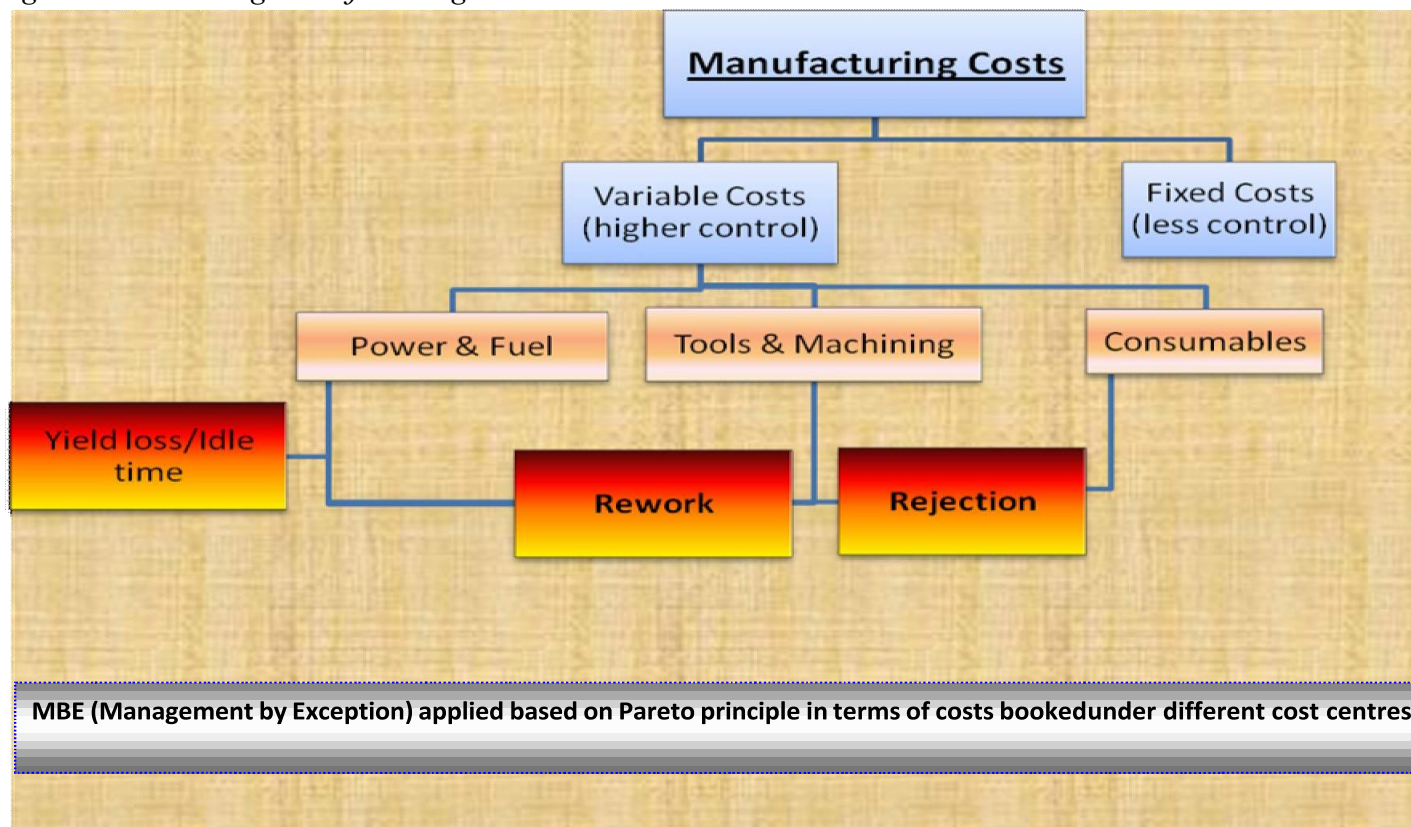 Manufacturing Costs
Variable Costs
(higher control)
Fixed Costs
(less control)
Power & Fuel
Tools & Machining
Consumables
Yield loss/Idle
time
Rework
Rejection
MBE (Management by Exception) applied based on Pareto principle in terms of costs bookedunder different cost centres